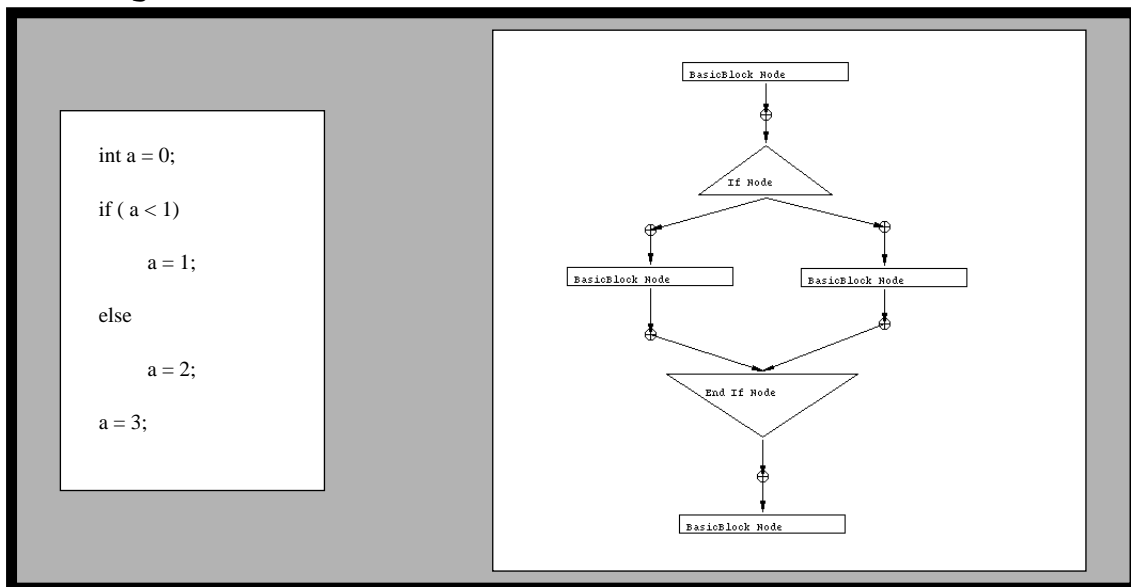 int a = 0;
if ( a < 1)
a = 1;
else
a = 2;
a = 3;
BasicBlock Node
If Node
BasicBlock Node
BasicBlock Node
End If Node
BasicBlock Node